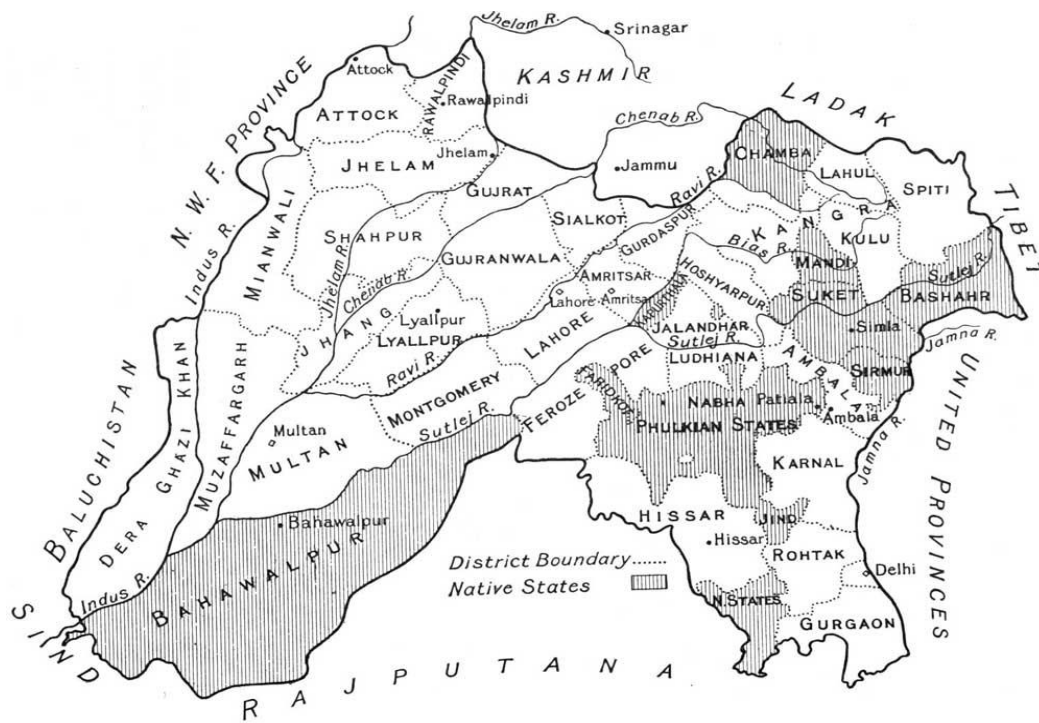 Jhelam R.
Srinagar
KASHMIR
N. W. F. PROVINCE
Attock
ATTOCK
RAWALPINDI
Rawalpindi
LADAK
Chenab R.
CHAMBA
LAHUL
SPITI
TIBET
JHELAM
Jhelam
GUJRAT
Jammu
Ravi R.
KANGRA
KULU
Indus R.
MIANWALI
SHAHPUR
Jhelam R.
Chenab R.
SIALKOT
GURDASPUR
GUJRANWALA
Bias R.
MANDI
SUKET
Sutlej R.
BASHAHR
AMRITSAR
Lahore
Amritsar
KAPURTHALA
HOSHYARPUR
JHANG
Lyallpur
LYALLPUR
Ravi R.
LAHORE
JALANDHAR
Sutlej R.
LUDHIANA
Simla
Jamna R.
SIRMUR
AMBALA
BALUCHISTAN
DERA GHAZI KHAN
MUZAFFARGARH
MONTGOMERY
Sutlej R.
FEROZEPORE
FARIDKOT
NABHA
Patiala
PHULKIAN STATES
Ambala
Jamna R.
UNITED PROVINCES
Multan
MULTAN
KARNAL
Bahawalpur
BAHAWALPUR
HISSAR
Hissar
JIND
ROHTAK
Delhi
Indus R.
SIND
District Boundary
Native States
N. STATES
GURGAON
RAJPUTANA